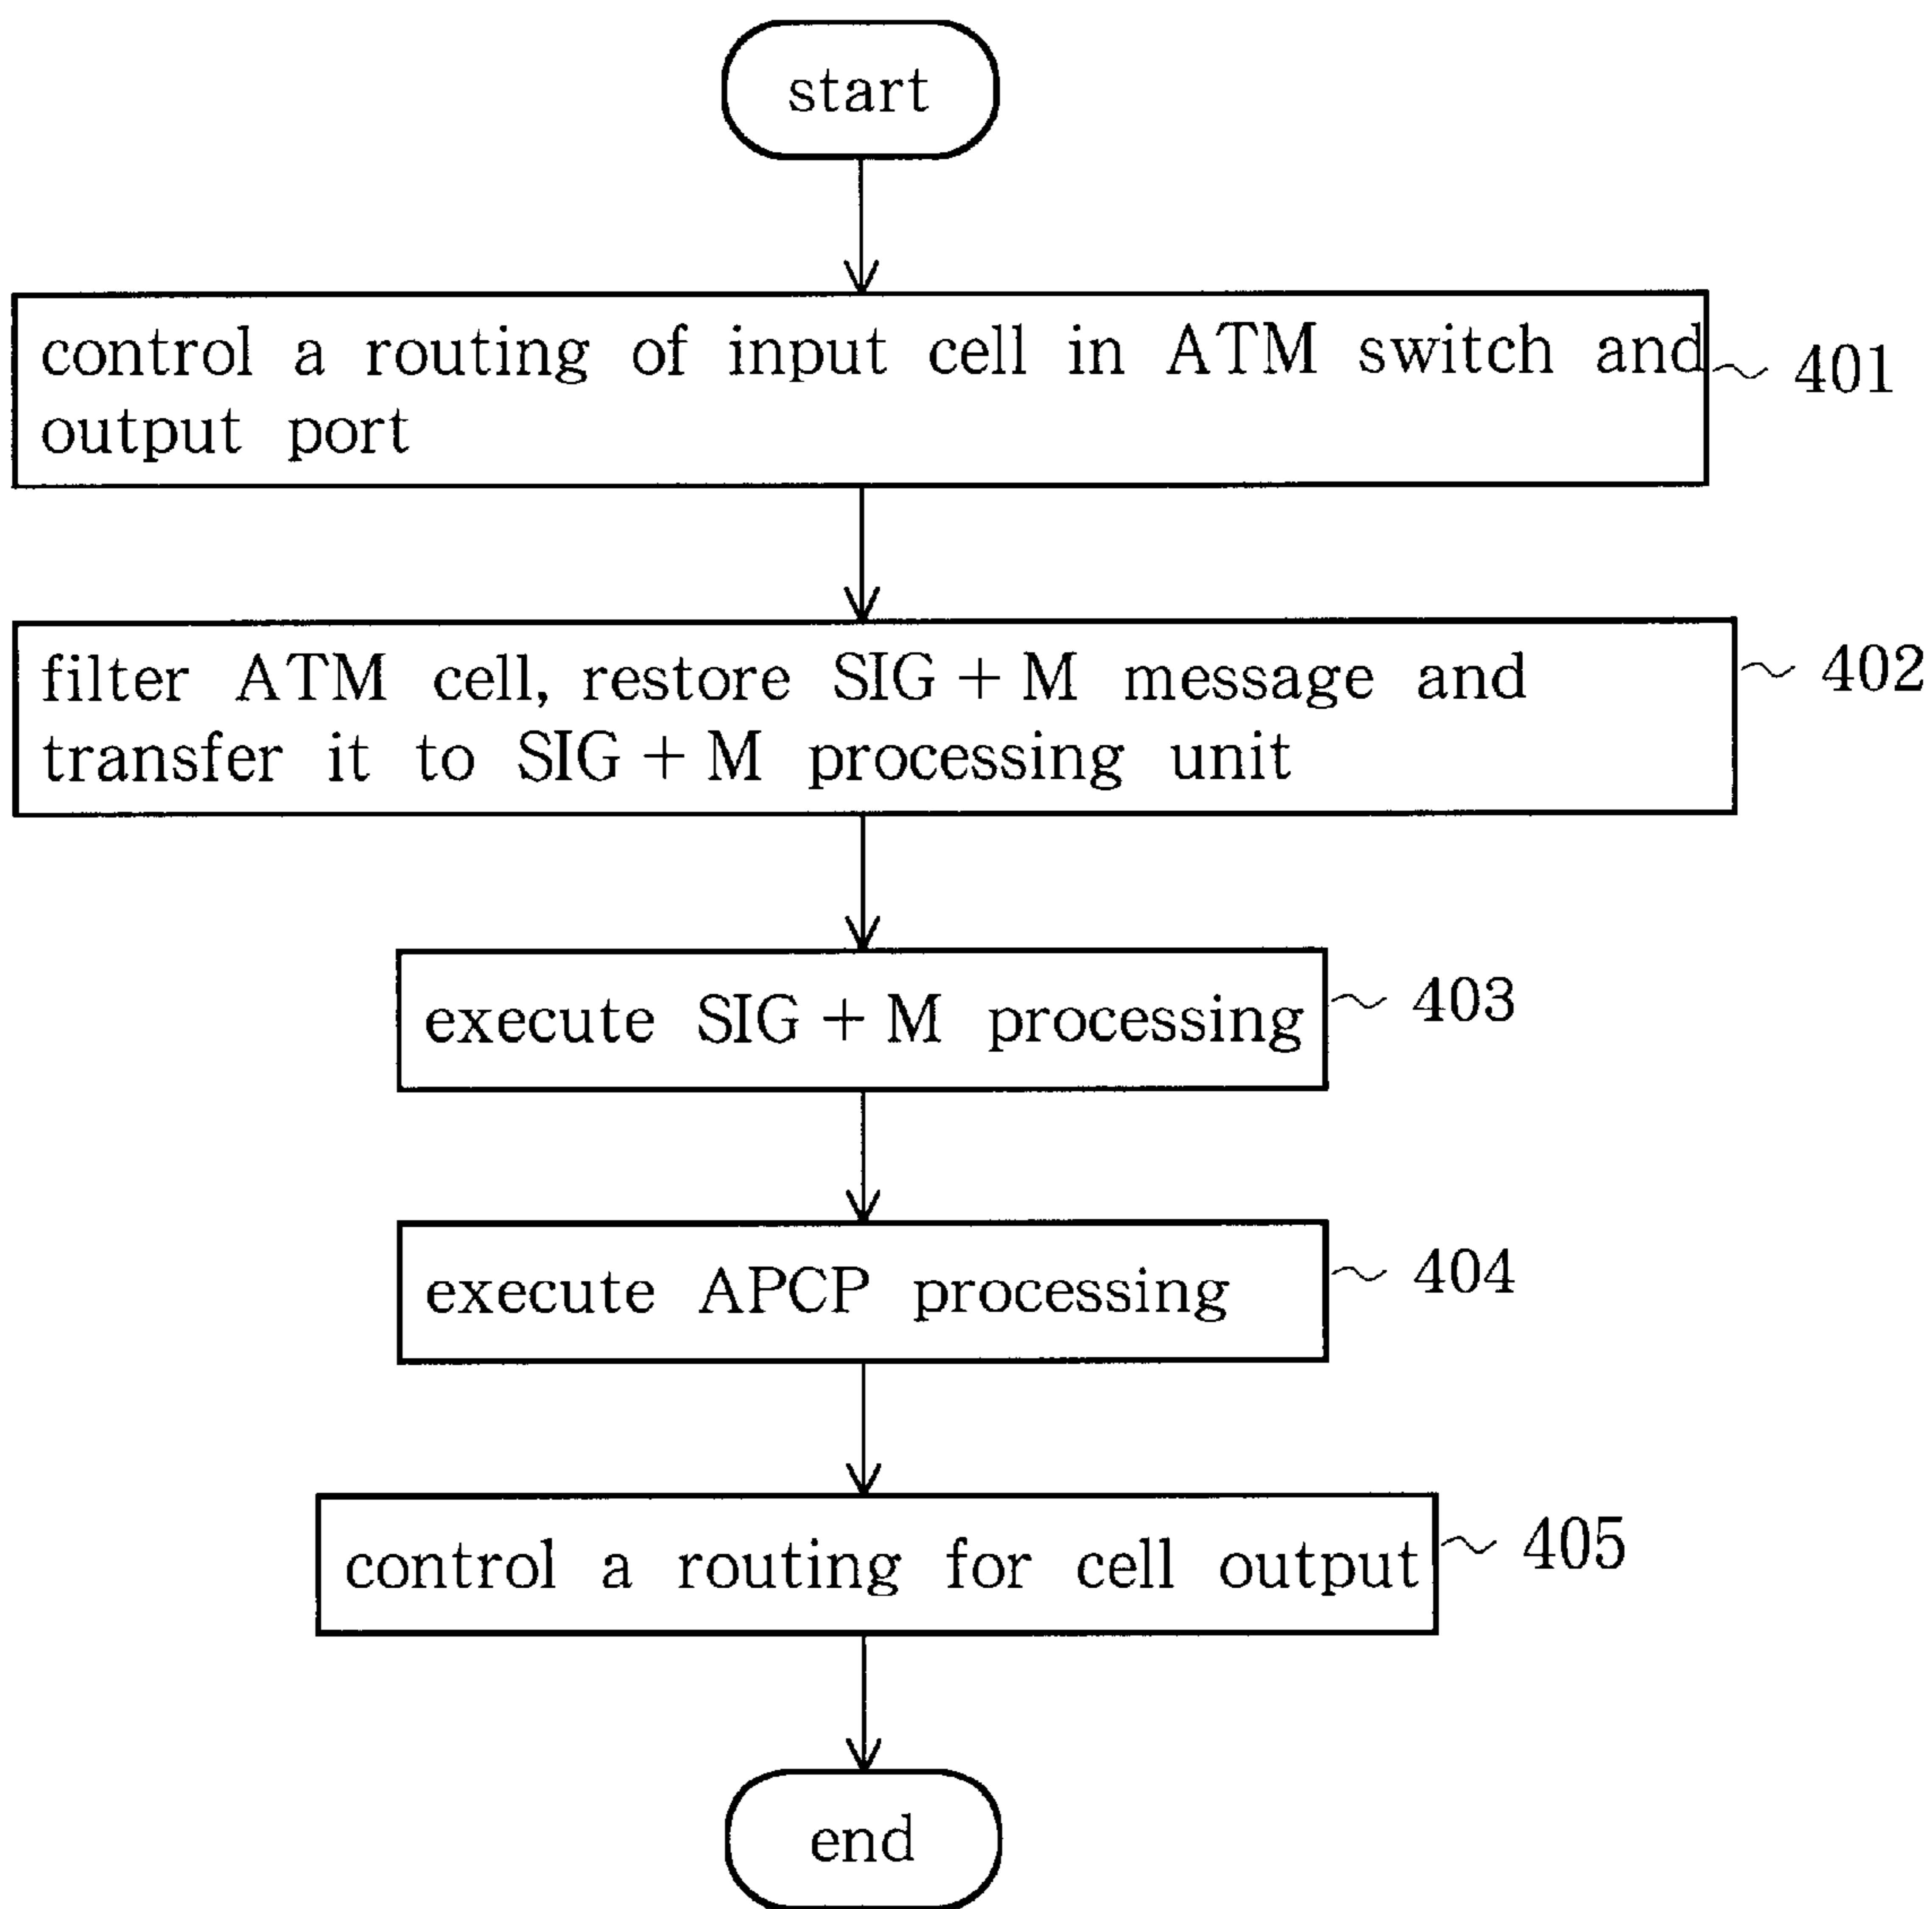 start
control a routing of input cell in ATM switch and
output port
401
filter ATM cell, restore SIG + M message and
transfer it to SIG + M processing unit
402
execute SIG + M processing
403
execute APCP processing
404
control a routing for cell output
405
end